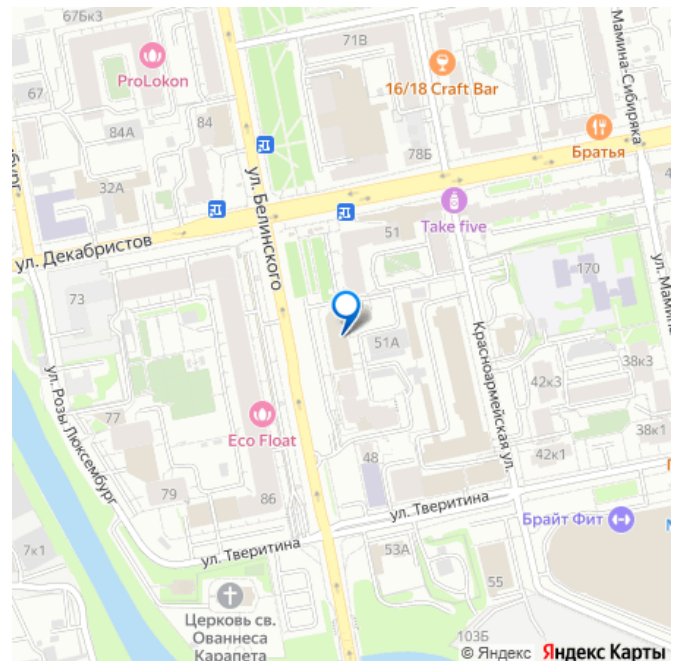 67Бк3
ProLokon
67
84А
84
32А
71В
16/18 Craft Bar
78Б
Братья
Мамина-Сибиряка
Take five
51
ул. Белинского
ул. Декабристов
73
170
ул. Розы Люксембург
51А
Красноармейская ул.
38к3
42к3
77
Eco Float
38к1
42к1
48
79
86
ул. Тверитина
ул. Тверитина
Брайт Фит
7к1
53А
55
Церковь св.
Ованнеса
Карапета
103Б
© Яндекс Яндекс Карты